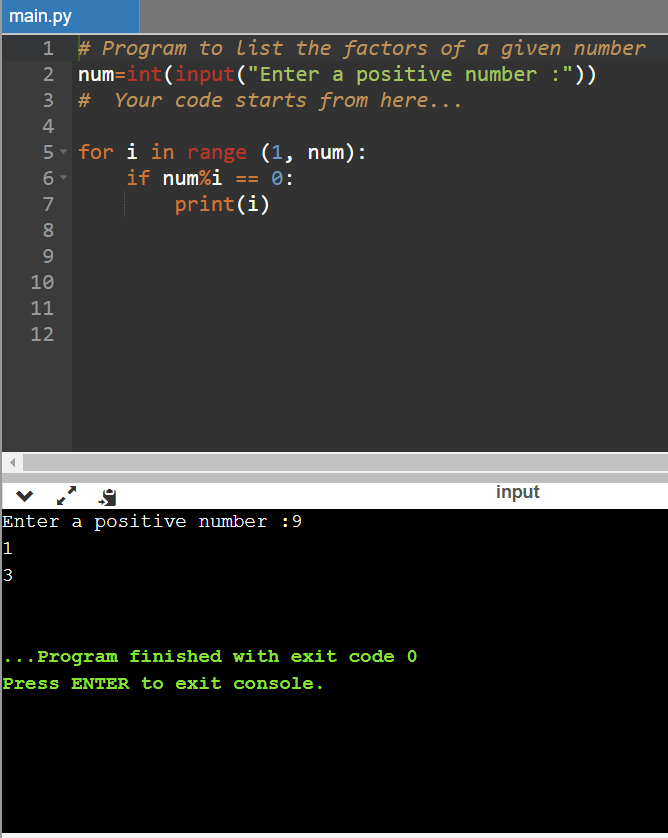 main.py
1 # Program to list the factors of a given number
2 num=int(input("Enter a positive number :"))
3 #  Your code starts from here...
4
5 for i in range (1, num):
6     if num%i == 0:
7         print(i)
8
9
10
11
12
input
Enter a positive number :9
1
3
...Program finished with exit code 0
Press ENTER to exit console.